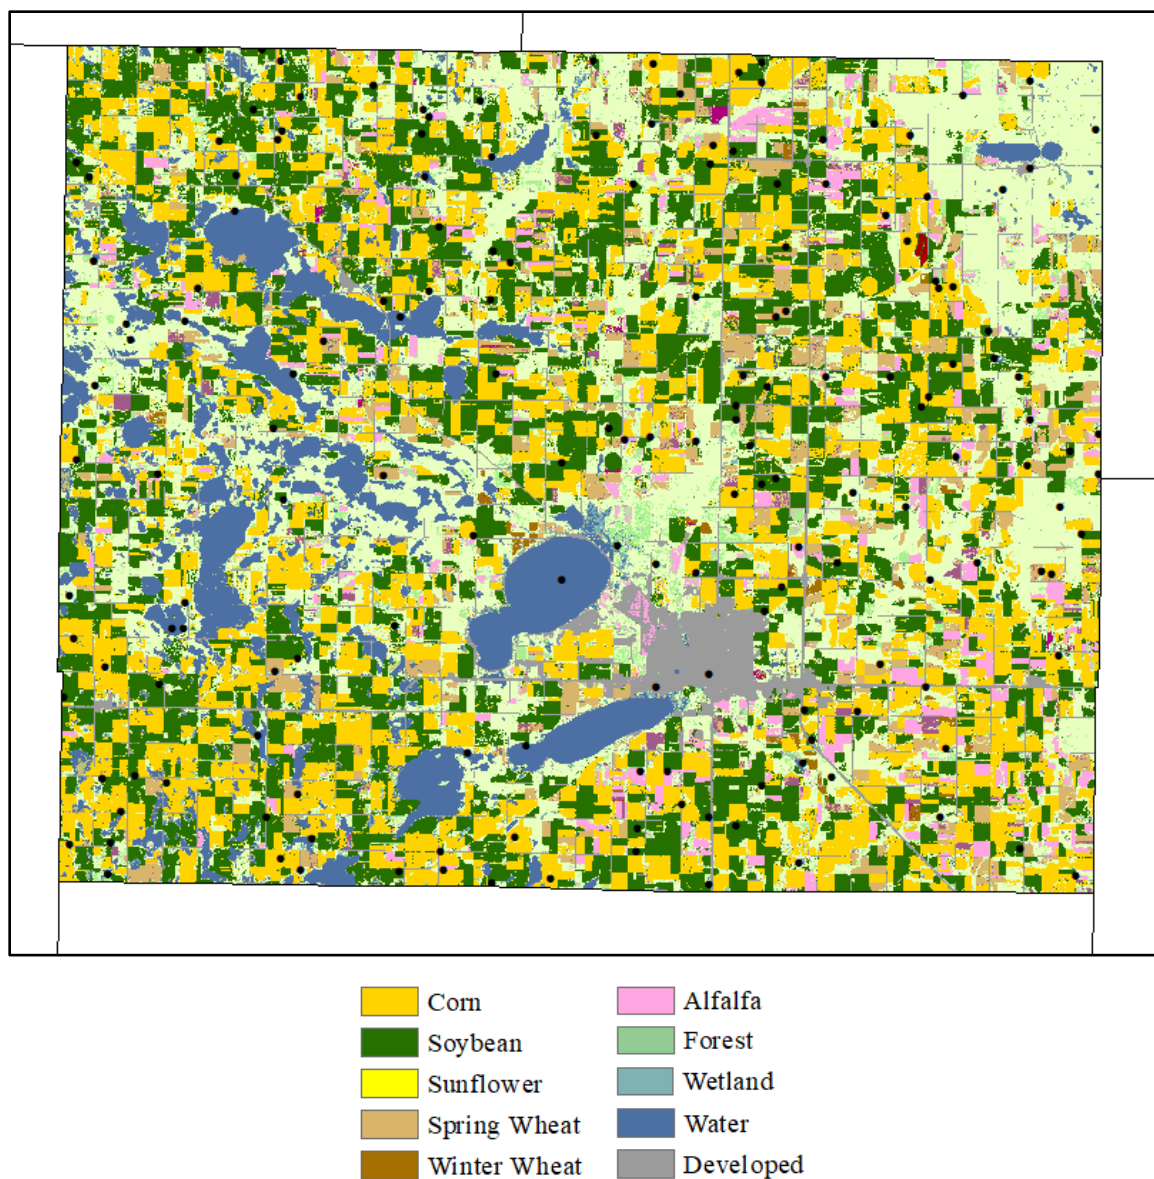 Corn
Soybean
Sunflower
Spring Wheat
Winter Wheat
Alfalfa
Forest
Wetland
Water
Developed